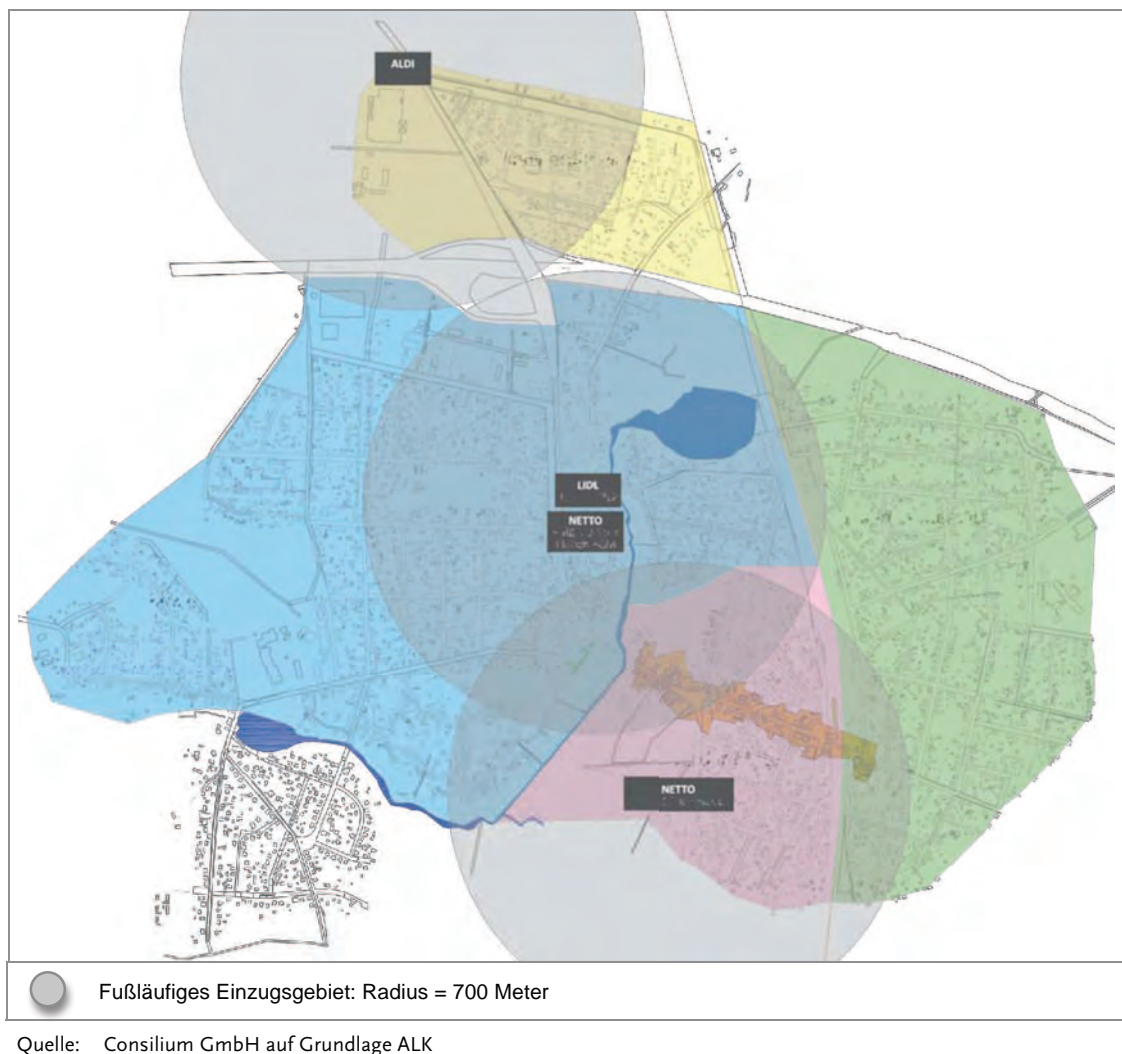 ALDI
LIDL
NETTO
NETTO
Fußläufiges Einzugsgebiet: Radius = 700 Meter
Quelle: Consilium GmbH auf Grundlage ALK